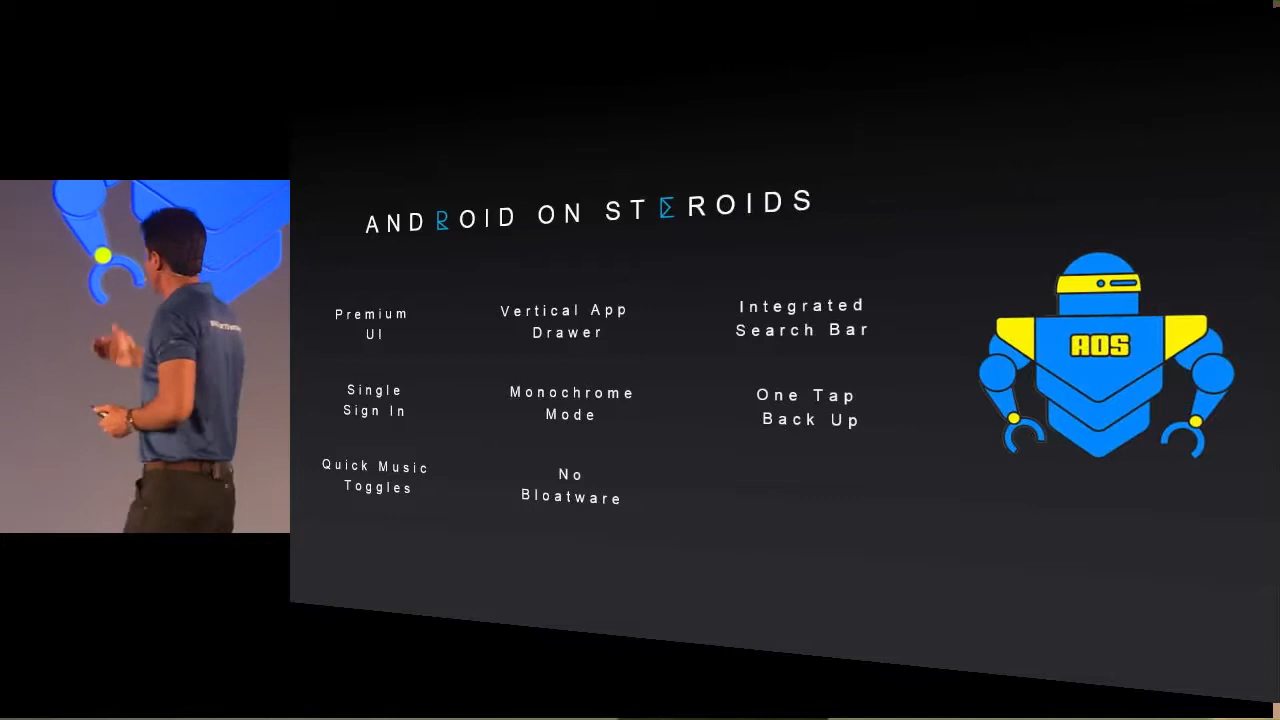 ANDROID ON STEROIDS
Premium
UI
Vertical App
Drawer
Integrated
Search Bar
Single
Sign In
Monochrome
Mode
One Tap
Back Up
Quick Music
Toggles
No
Bloatware
AOS